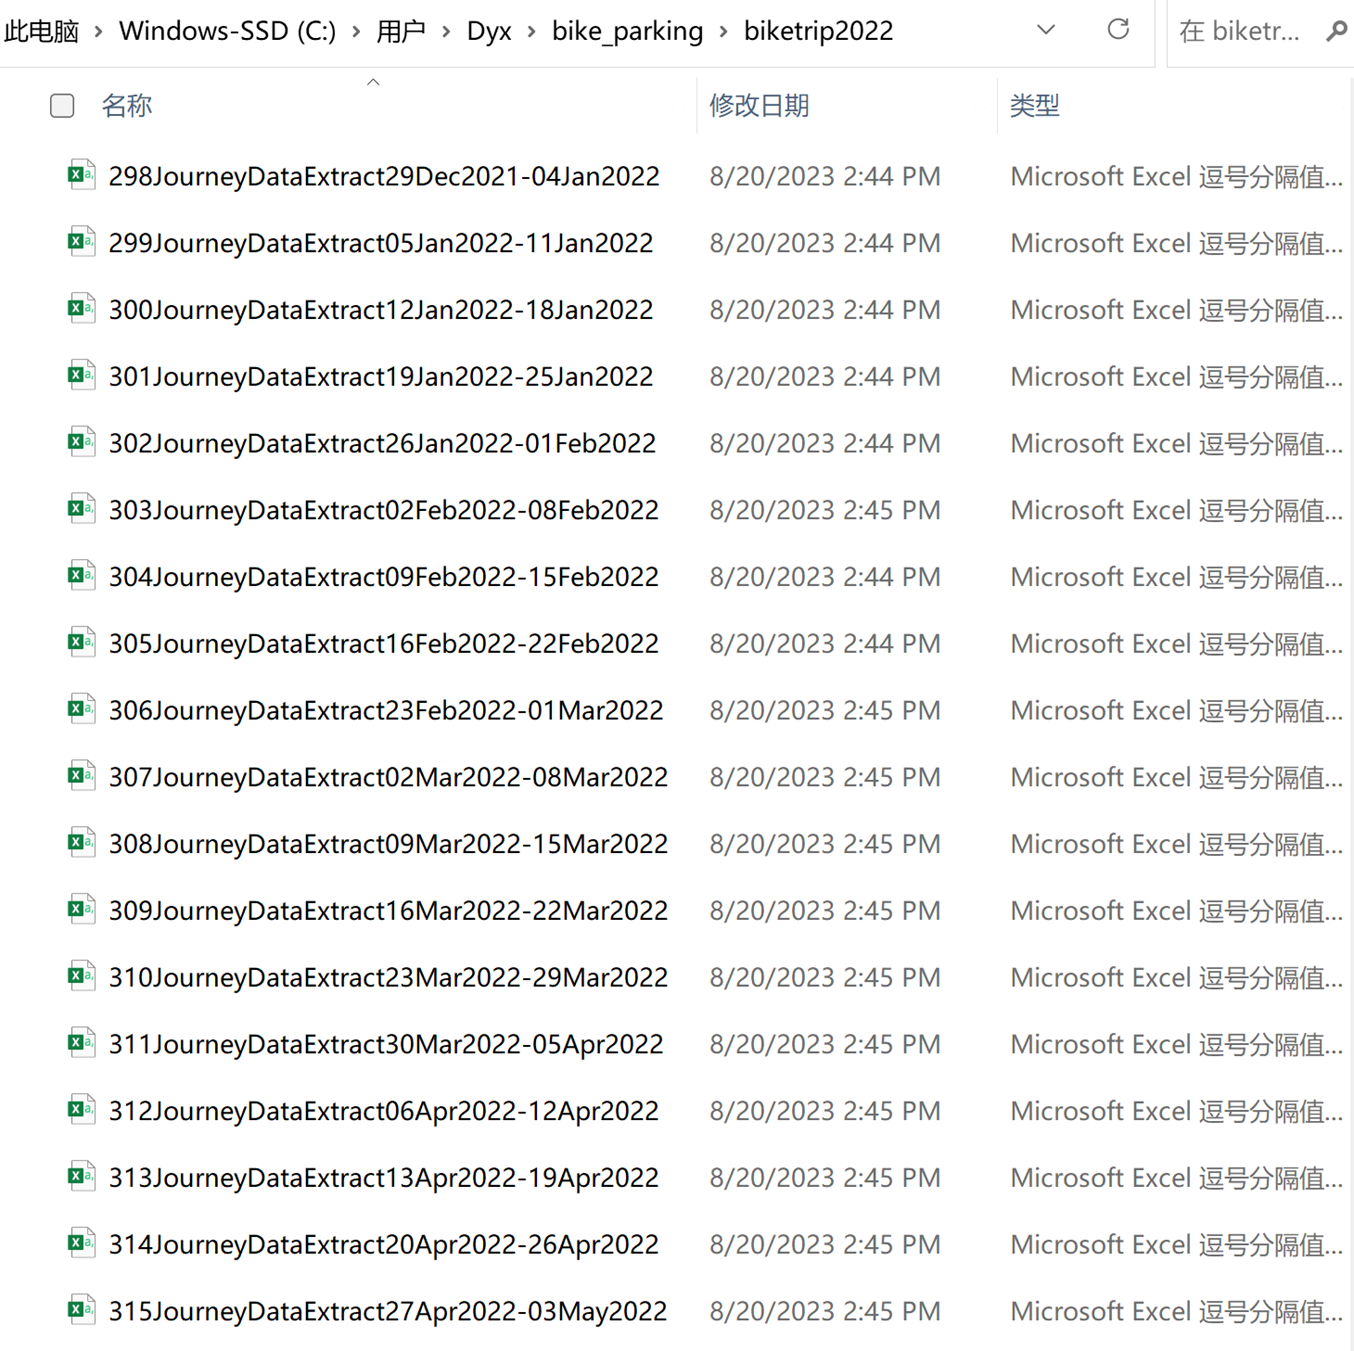 此电脑 › Windows-SSD (C:) › 用户 › Dyx › bike_parking › biketrip2022 在 biketr...
名称 修改日期 类型
298JourneyDataExtract29Dec2021-04Jan2022 8/20/2023 2:44 PM Microsoft Excel 逗号分隔值...
299JourneyDataExtract05Jan2022-11Jan2022 8/20/2023 2:44 PM Microsoft Excel 逗号分隔值...
300JourneyDataExtract12Jan2022-18Jan2022 8/20/2023 2:44 PM Microsoft Excel 逗号分隔值...
301JourneyDataExtract19Jan2022-25Jan2022 8/20/2023 2:44 PM Microsoft Excel 逗号分隔值...
302JourneyDataExtract26Jan2022-01Feb2022 8/20/2023 2:44 PM Microsoft Excel 逗号分隔值...
303JourneyDataExtract02Feb2022-08Feb2022 8/20/2023 2:45 PM Microsoft Excel 逗号分隔值...
304JourneyDataExtract09Feb2022-15Feb2022 8/20/2023 2:44 PM Microsoft Excel 逗号分隔值...
305JourneyDataExtract16Feb2022-22Feb2022 8/20/2023 2:44 PM Microsoft Excel 逗号分隔值...
306JourneyDataExtract23Feb2022-01Mar2022 8/20/2023 2:45 PM Microsoft Excel 逗号分隔值...
307JourneyDataExtract02Mar2022-08Mar2022 8/20/2023 2:45 PM Microsoft Excel 逗号分隔值...
308JourneyDataExtract09Mar2022-15Mar2022 8/20/2023 2:45 PM Microsoft Excel 逗号分隔值...
309JourneyDataExtract16Mar2022-22Mar2022 8/20/2023 2:45 PM Microsoft Excel 逗号分隔值...
310JourneyDataExtract23Mar2022-29Mar2022 8/20/2023 2:45 PM Microsoft Excel 逗号分隔值...
311JourneyDataExtract30Mar2022-05Apr2022 8/20/2023 2:45 PM Microsoft Excel 逗号分隔值...
312JourneyDataExtract06Apr2022-12Apr2022 8/20/2023 2:45 PM Microsoft Excel 逗号分隔值...
313JourneyDataExtract13Apr2022-19Apr2022 8/20/2023 2:45 PM Microsoft Excel 逗号分隔值...
314JourneyDataExtract20Apr2022-26Apr2022 8/20/2023 2:45 PM Microsoft Excel 逗号分隔值...
315JourneyDataExtract27Apr2022-03May2022 8/20/2023 2:45 PM Microsoft Excel 逗号分隔值...